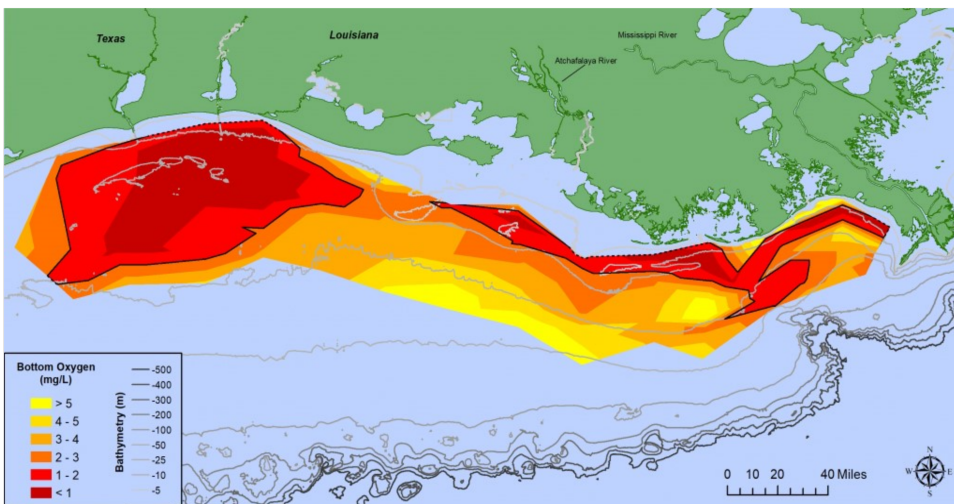 Texas
Louisiana
Mississippi River
Atchafalaya River
Bottom Oxygen
(mg/L)
> 5
4 - 5
3 - 4
2 - 3
1 - 2
< 1
Bathymetry (m)
-500
-400
-300
-200
-100
-50
-25
-10
-5
0 10 20 40 Miles
N
W E
S